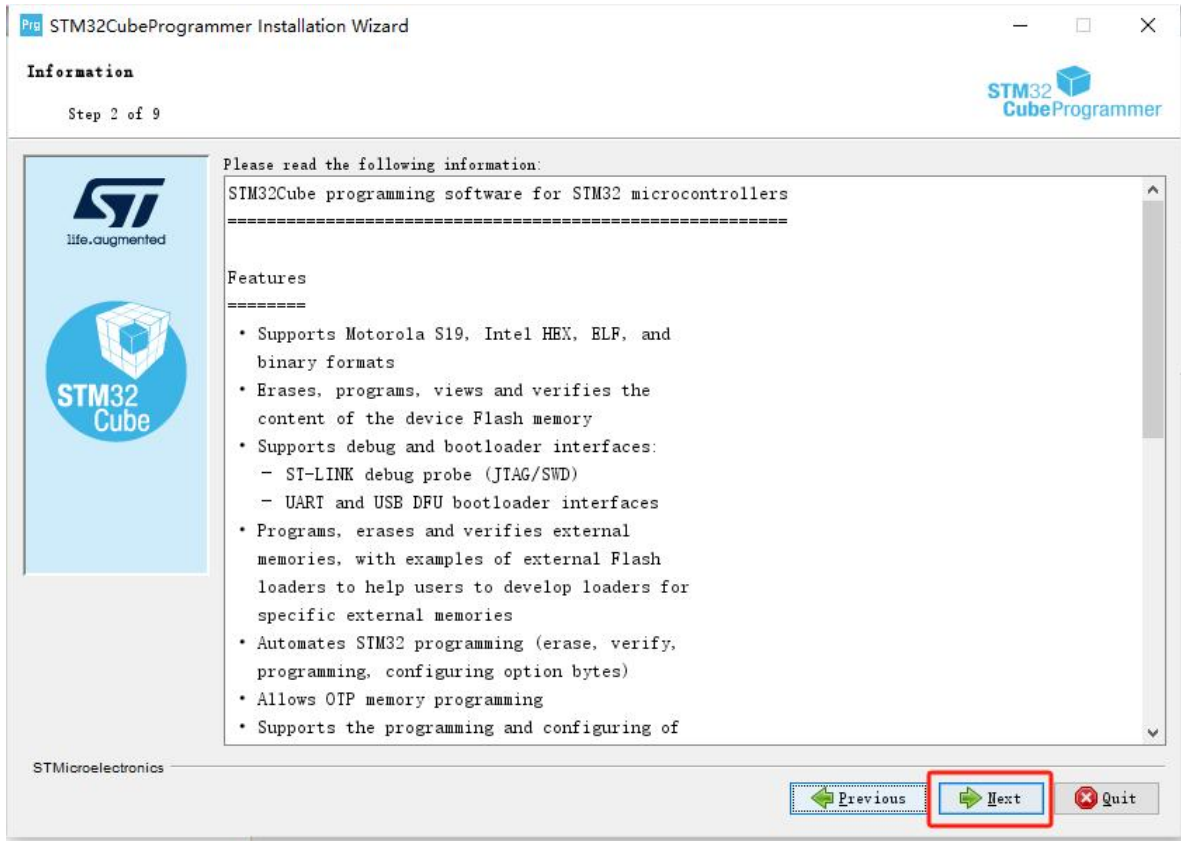 Prg STM32CubeProgrammer Installation Wizard
Information
Step 2 of 9
STM32
CubeProgrammer
ST
life.augmented
STM32
Cube
Please read the following information:
STM32Cube programming software for STM32 microcontrollers
========================================================
Features
========
• Supports Motorola S19, Intel HEX, ELF, and
binary formats
• Erases, programs, views and verifies the
content of the device Flash memory
• Supports debug and bootloader interfaces:
– ST-LINK debug probe (JTAG/SWD)
– UART and USB DFU bootloader interfaces
• Programs, erases and verifies external
memories, with examples of external Flash
loaders to help users to develop loaders for
specific external memories
• Automates STM32 programming (erase, verify,
programming, configuring option bytes)
• Allows OTP memory programming
• Supports the programming and configuring of
STMicroelectronics
Previous Next Quit